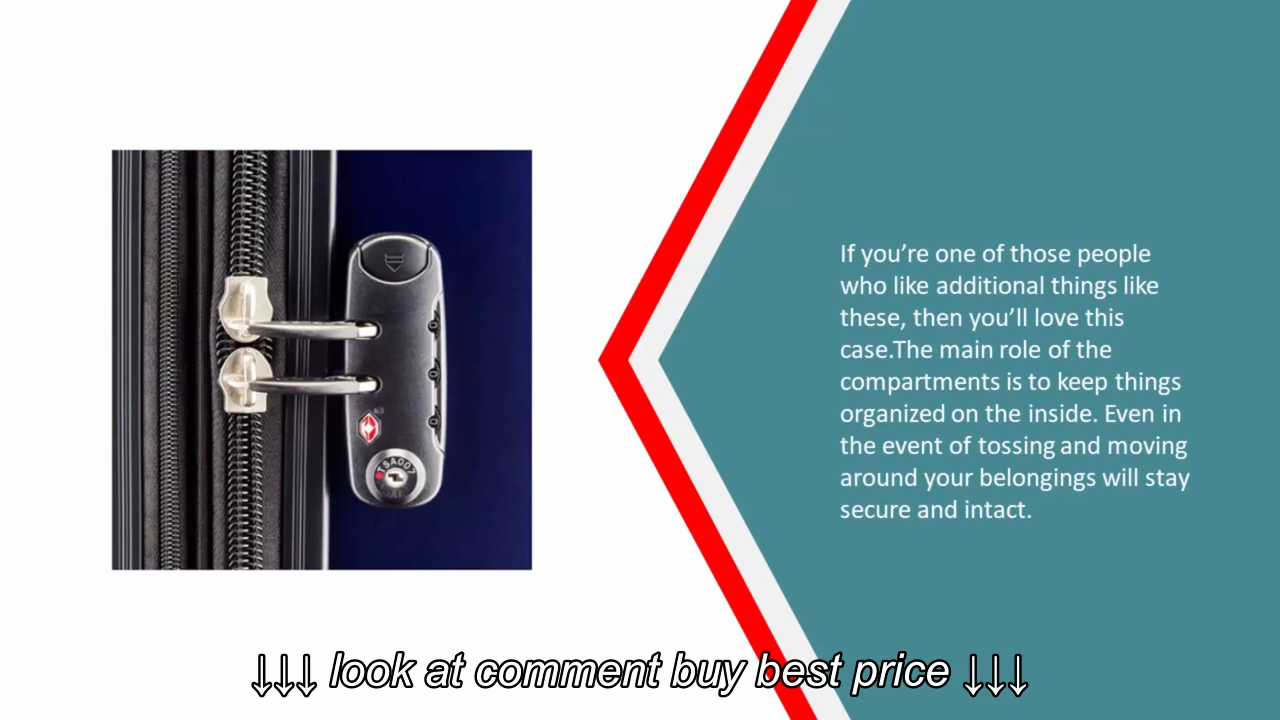 If you’re one of those people
who like additional things like
these, then you’ll love this
case.The main role of the
compartments is to keep things
organized on the inside. Even in
the event of tossing and moving
around your belongings will stay
secure and intact.
TSA007
↓↓↓ look at comment buy best price ↓↓↓